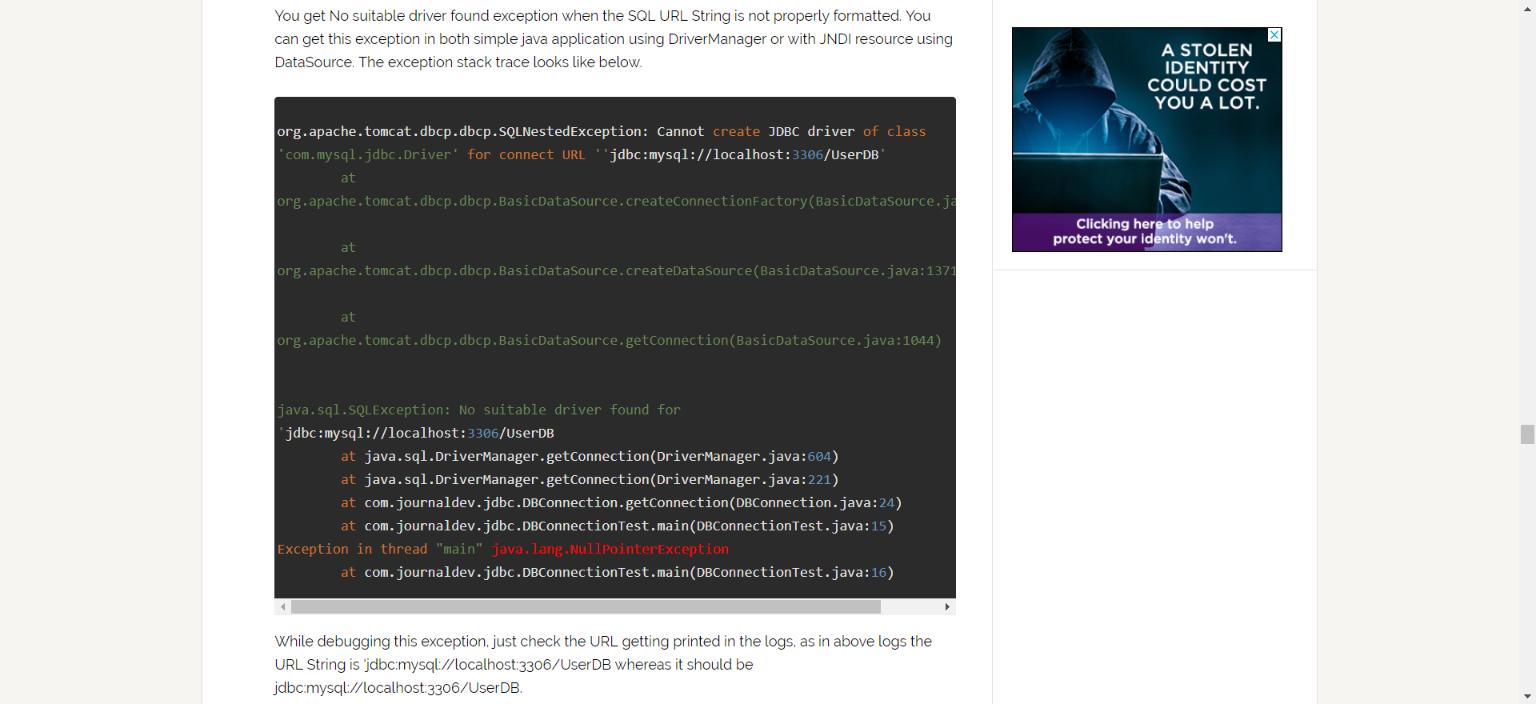 You get No suitable driver found exception when the SQL URL String is not properly formatted. You
can get this exception in both simple java application using DriverManager or with JNDI resource using
DataSource. The exception stack trace looks like below.
org.apache.tomcat.dbcp.dbcp.SQLNestedException: Cannot create JDBC driver of class
'com.mysql.jdbc.Driver' for connect URL ''jdbc:mysql://localhost:3306/UserDB'
at
org.apache.tomcat.dbcp.dbcp.BasicDataSource.createConnectionFactory(BasicDataSource.ja
at
org.apache.tomcat.dbcp.dbcp.BasicDataSource.createDataSource(BasicDataSource.java:1371
at
org.apache.tomcat.dbcp.dbcp.BasicDataSource.getConnection(BasicDataSource.java:1044)
java.sql.SQLException: No suitable driver found for
'jdbc:mysql://localhost:3306/UserDB
at java.sql.DriverManager.getConnection(DriverManager.java:604)
at java.sql.DriverManager.getConnection(DriverManager.java:221)
at com.journaldev.jdbc.DBConnection.getConnection(DBConnection.java:24)
at com.journaldev.jdbc.DBConnectionTest.main(DBConnectionTest.java:15)
Exception in thread "main" java.lang.NullPointerException
at com.journaldev.jdbc.DBConnectionTest.main(DBConnectionTest.java:16)
While debugging this exception, just check the URL getting printed in the logs, as in above logs the
URL String is 'jdbc:mysql://localhost:3306/UserDB whereas it should be
jdbc:mysql://localhost:3306/UserDB.
A STOLEN
IDENTITY
COULD COST
YOU A LOT.
Clicking here to help
protect your identity won't.